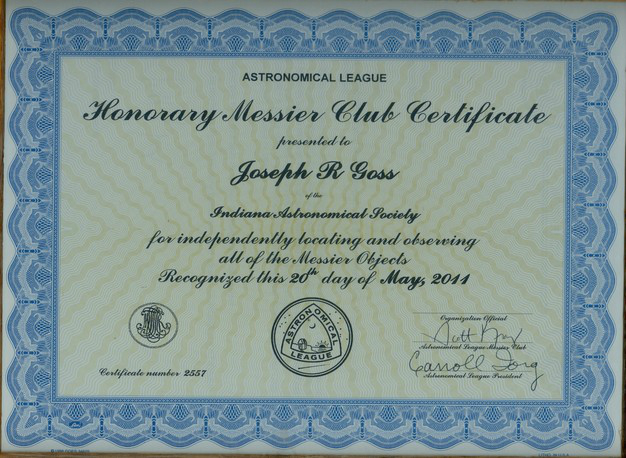 ASTRONOMICAL LEAGUE
Honorary Messier Club Certificate
presented to
Joseph R Goss
of the
Indiana Astronomical Society
for independently locating and observing
all of the Messier Objects
Recognized this 20th day of May, 2011
ASTRONOMICAL
LEAGUE
Organization Official
Astronomical League Messier Club
Carroll Iorg
Astronomical League President
Certificate number 2557